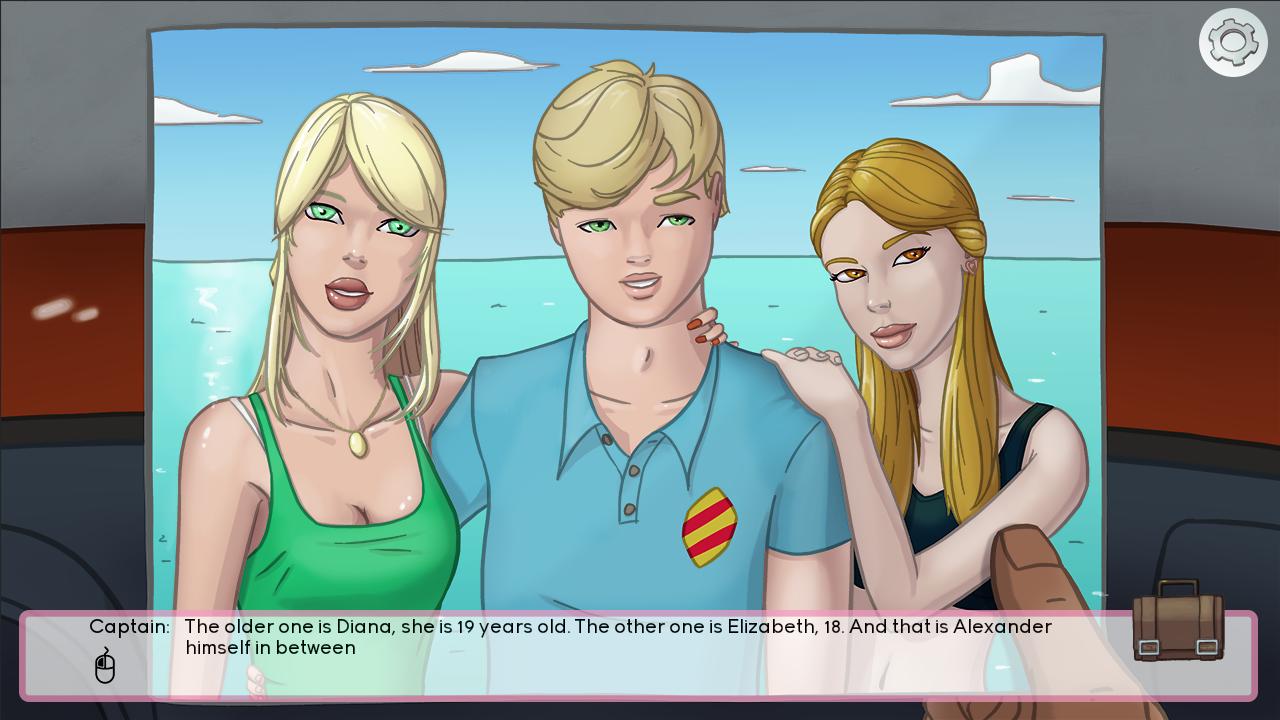 Captain: The older one is Diana, she is 19 years old. The other one is Elizabeth, 18. And that is Alexander
himself in between